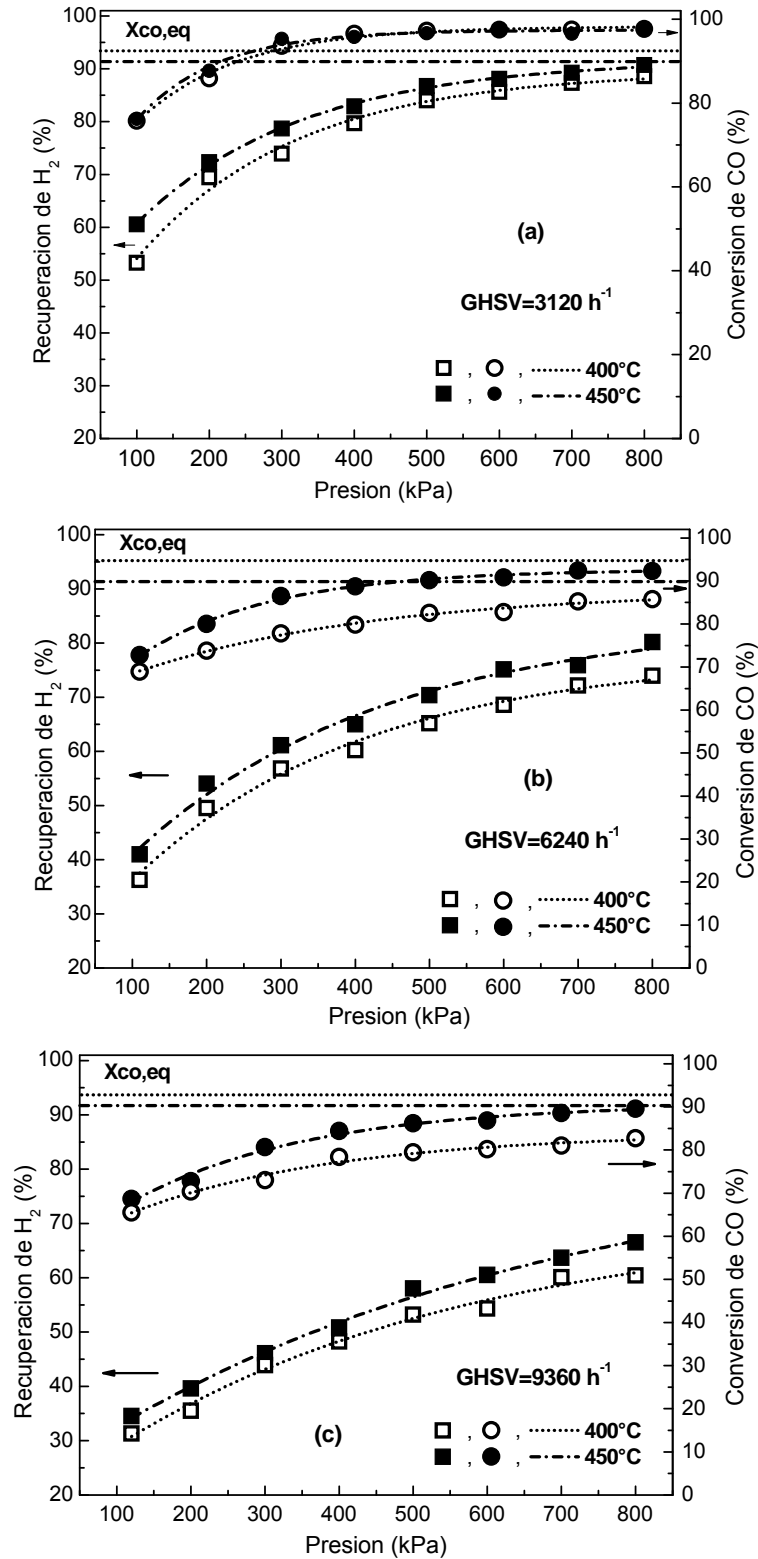 Xco,eq
Recuperacion de H2 (%)
100
90
80
70
60
50
40
30
20
100
80
60
40
20
0
Conversion de CO (%)
(a)
GHSV=3120 h-1
, , 400°C
, , 450°C
100 200 300 400 500 600 700 800
Presion (kPa)
Xco,eq
Recuperacion de H2 (%)
100
90
80
70
60
50
40
30
20
100
90
80
70
60
50
40
30
20
10
0
Conversion de CO (%)
(b)
GHSV=6240 h-1
, , 400°C
, , 450°C
100 200 300 400 500 600 700 800
Presion (kPa)
Xco,eq
Recuperacion de H2 (%)
100
90
80
70
60
50
40
30
20
100
90
80
70
60
50
40
30
20
10
0
Conversion de CO (%)
GHSV=9360 h-1
(c)
, , 400°C
, , 450°C
100 200 300 400 500 600 700 800
Presion (kPa)